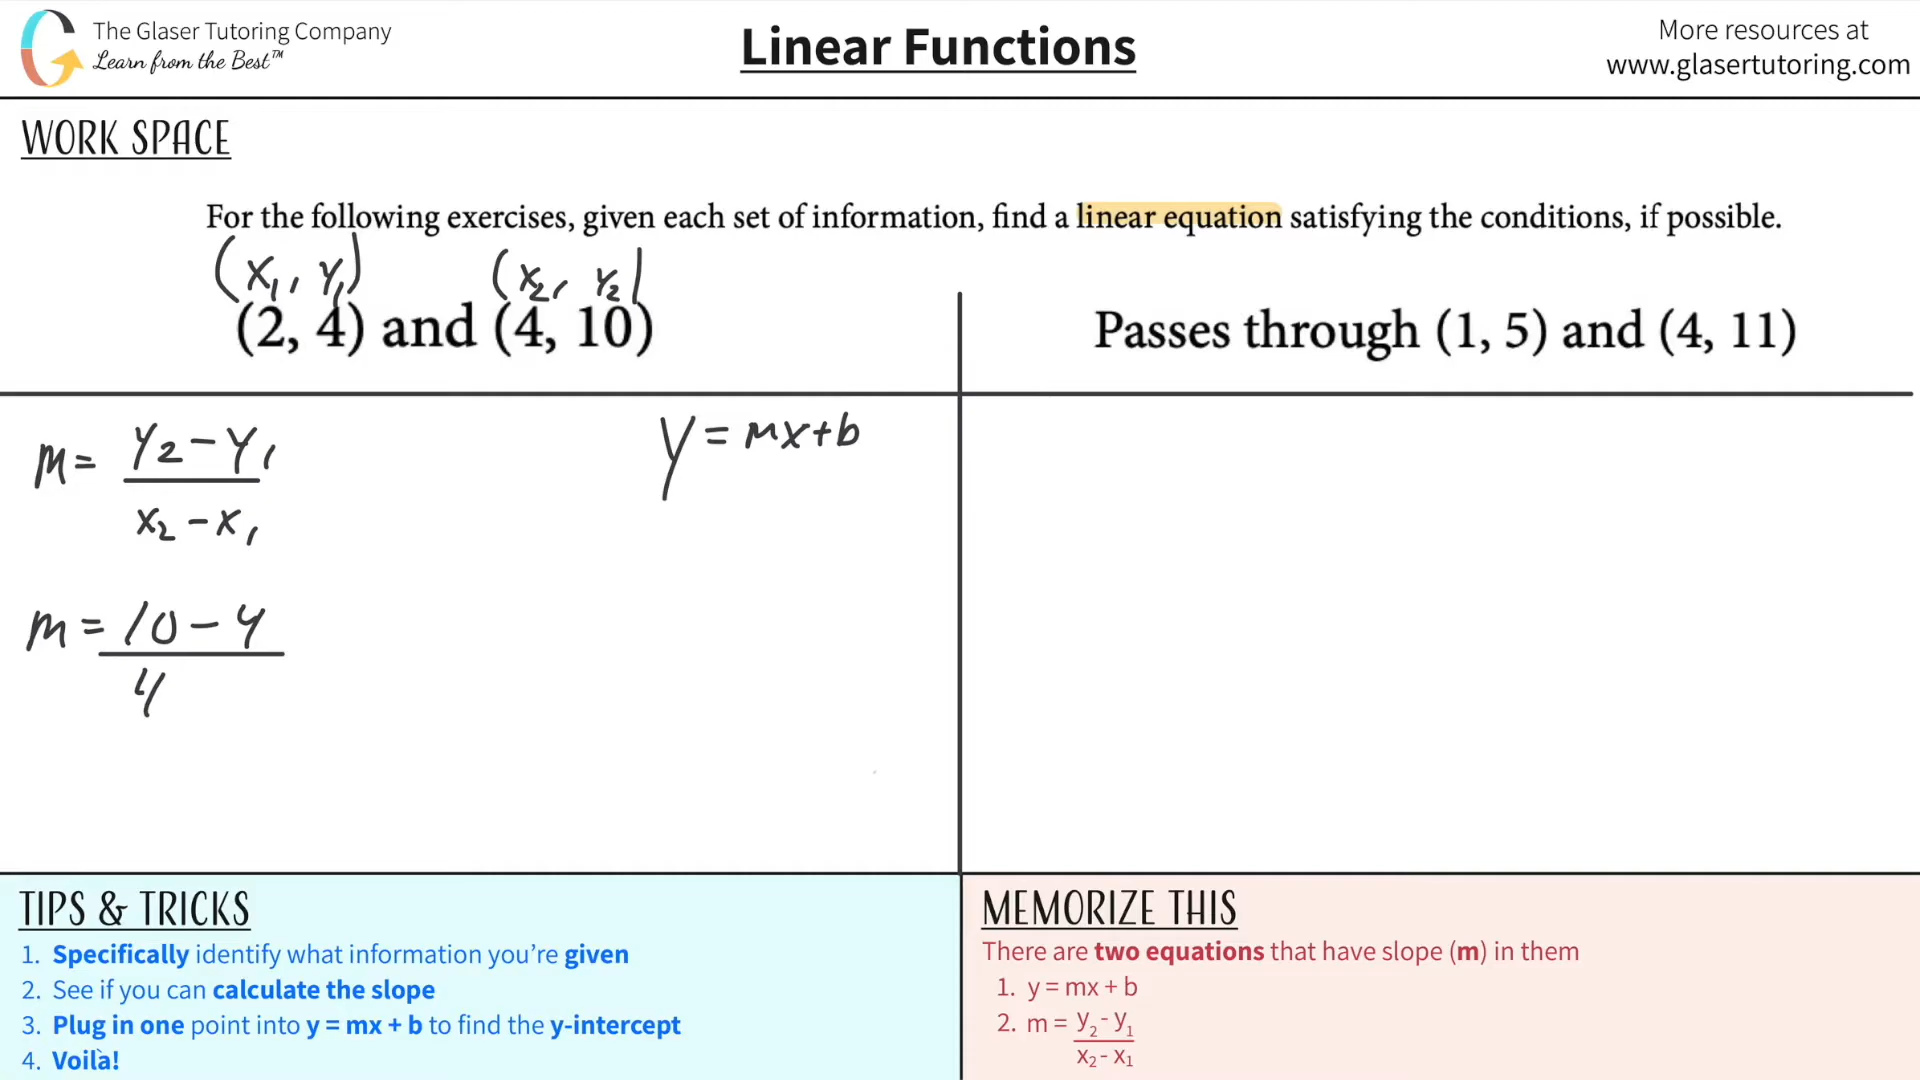 The Glaser Tutoring Company
Learn from the Best™
Linear Functions
More resources at
www.glasertutoring.com
WORK SPACE
For the following exercises, given each set of information, find a linear equation satisfying the conditions, if possible.
(x₁, y₁) (x₂, y₂)
(2, 4) and (4, 10)
Passes through (1, 5) and (4, 11)
m = y₂ - y₁
x₂ - x₁
y = mx + b
m = 10 - 4
4
TIPS & TRICKS
1. Specifically identify what information you're given
2. See if you can calculate the slope
3. Plug in one point into y = mx + b to find the y-intercept
4. Voilà!
MEMORIZE THIS
There are two equations that have slope (m) in them
1. y = mx + b
2. m = y₂ - y₁
x₂ - x₁